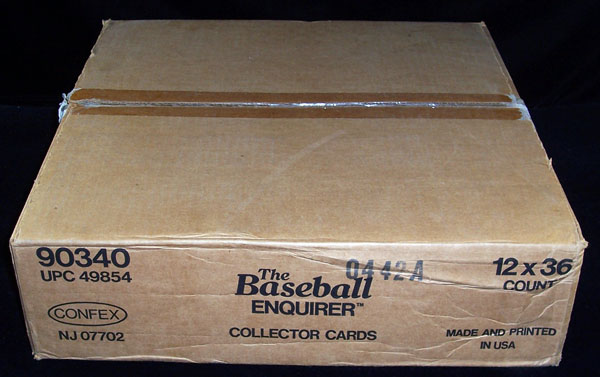 90340
UPC 49854
CONFEX
NJ 07702
The
Baseball
ENQUIRER™
COLLECTOR CARDS
0442A
12 x 36
COUNT
MADE AND PRINTED
IN USA